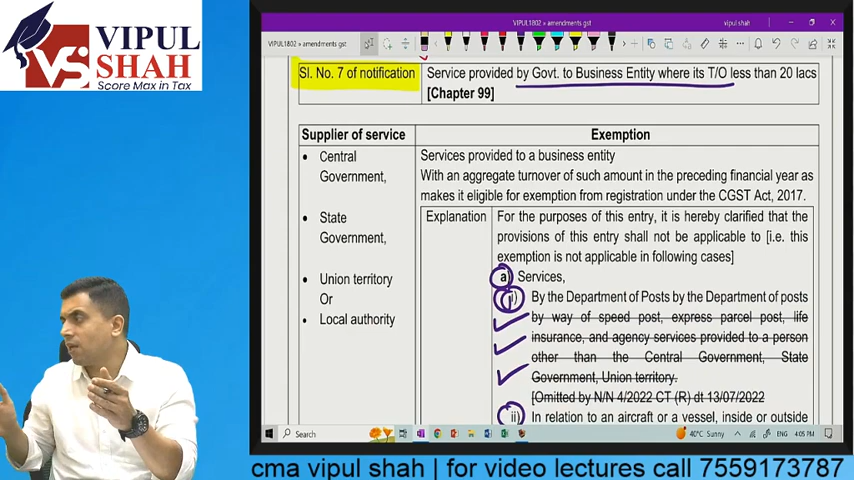 VIPUL
SHAH
Score Max in Tax
VS
VIPUL1802 » amendments gst
vipul shah
VIPUL1802 » amendments gst
Sl. No. 7 of notification
Service provided by Govt. to Business Entity where its T/O less than 20 lacs
[Chapter 99]
Supplier of service
Exemption
• Central
Government,
• State
Government,
• Union territory
Or
• Local authority
Services provided to a business entity
With an aggregate turnover of such amount in the preceding financial year as
makes it eligible for exemption from registration under the CGST Act, 2017.
Explanation
For the purposes of this entry, it is hereby clarified that the
provisions of this entry shall not be applicable to [i.e. this
exemption is not applicable in following cases]
a) Services,
i) By the Department of Posts by the Department of posts
by way of speed post, express parcel post, life
insurance, and agency services provided to a person
other than the Central Government, State
Government, Union territory.
[Omitted by N/N 4/2022 CT (R) dt 13/07/2022
ii) In relation to an aircraft or a vessel, inside or outside
Search
40°C Sunny
ENG
4:05 PM
cma vipul shah | for video lectures call 7559173787